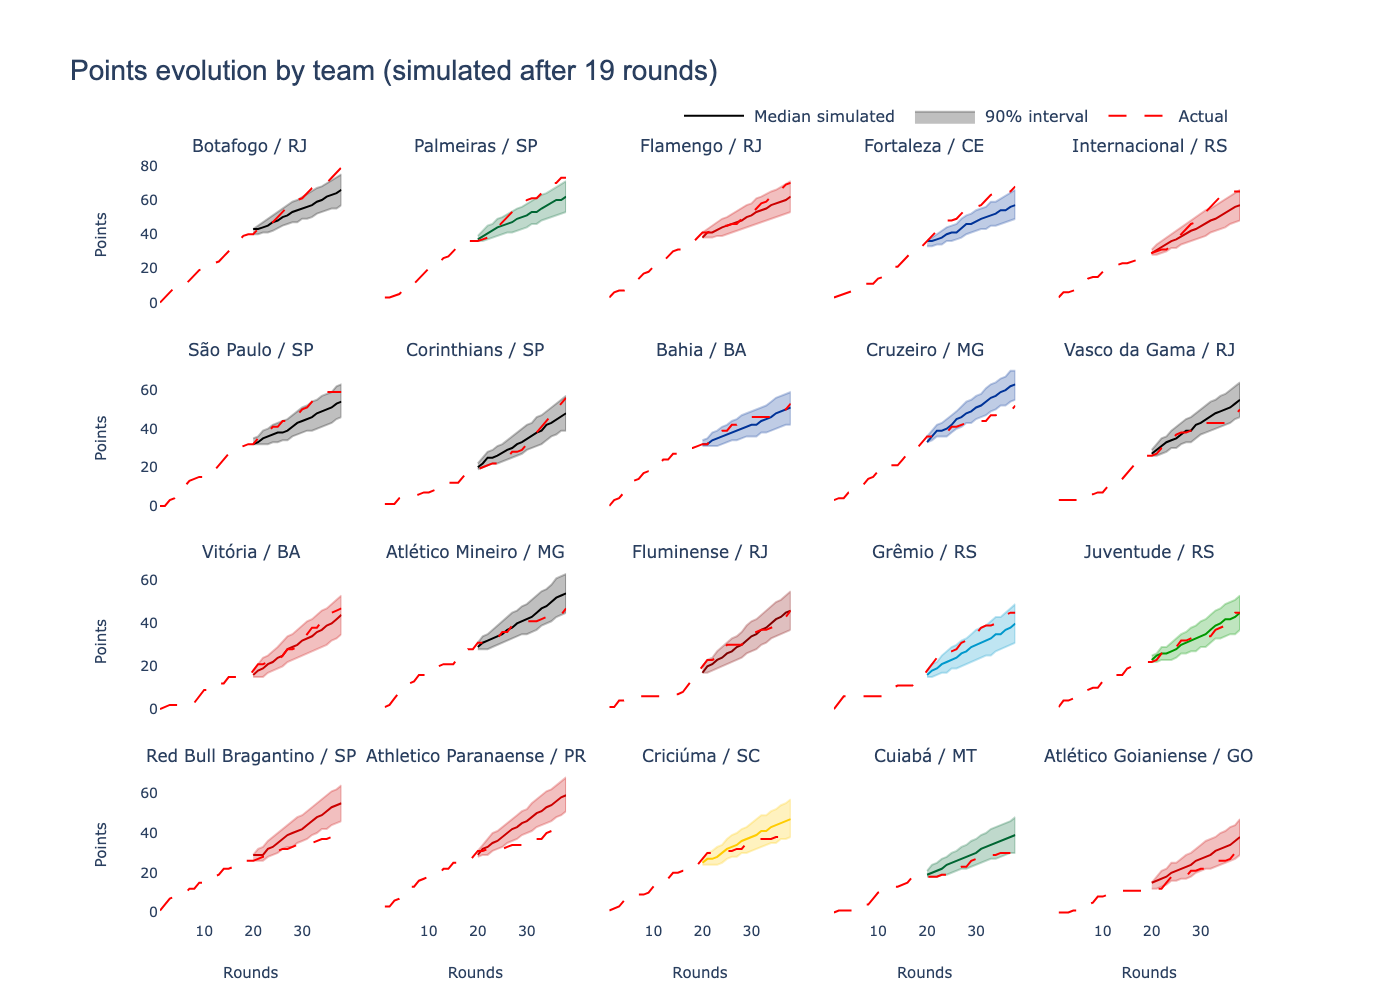 Points evolution by team (simulated after 19 rounds)
Median simulated 90% interval Actual
Botafogo / RJ Palmeiras / SP Flamengo / RJ Fortaleza / CE Internacional / RS
80
60
40
20
0
Points
São Paulo / SP Corinthians / SP Bahia / BA Cruzeiro / MG Vasco da Gama / RJ
60
40
20
0
Points
Vitória / BA Atlético Mineiro / MG Fluminense / RJ Grêmio / RS Juventude / RS
60
40
20
0
Points
Red Bull Bragantino / SP Athletico Paranaense / PR Criciúma / SC Cuiabá / MT Atlético Goianiense / GO
60
40
20
0
Points
10 20 30 10 20 30 10 20 30 10 20 30 10 20 30
Rounds Rounds Rounds Rounds Rounds